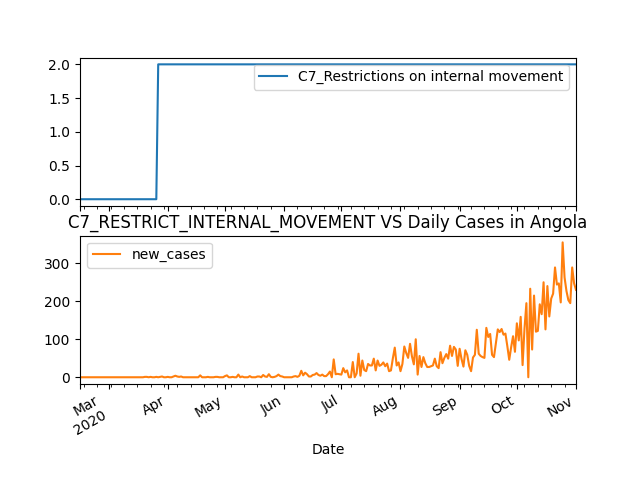 2.0
1.5
1.0
0.5
0.0
C7_Restrictions on internal movement
C7_RESTRICT_INTERNAL_MOVEMENT VS Daily Cases in Angola
300
200
100
0
new_cases
Mar
2020
Apr
May
Jun
Jul
Aug
Sep
Oct
Nov
Date